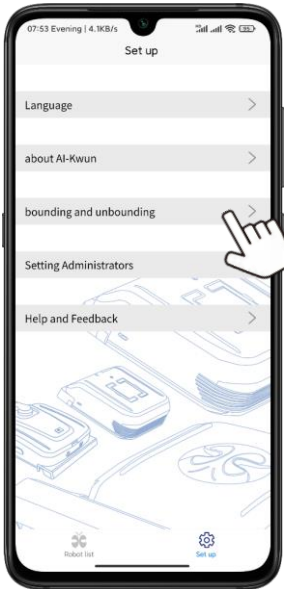 07:53 Evening | 4.1KB/s
Set up
Language
about AI-Kwun
bounding and unbounding
Setting Administrators
Help and Feedback
Robot list
Set up